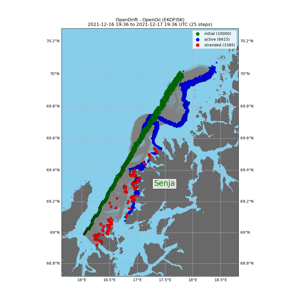 OpenDrift - OpenOil (EKOFISK)
2021-12-16 19:36 to 2021-12-17 19:36 UTC (25 steps)
initial (10000)
active (6615)
stranded (3385)
70.2°N
70.2°N
70°N
70°N
69.8°N
69.8°N
69.6°N
69.6°N
69.4°N
69.4°N
69.2°N
69.2°N
69°N
69°N
68.8°N
68.8°N
Senja
16°E
16.5°E
17°E
17.5°E
18°E
18.5°E